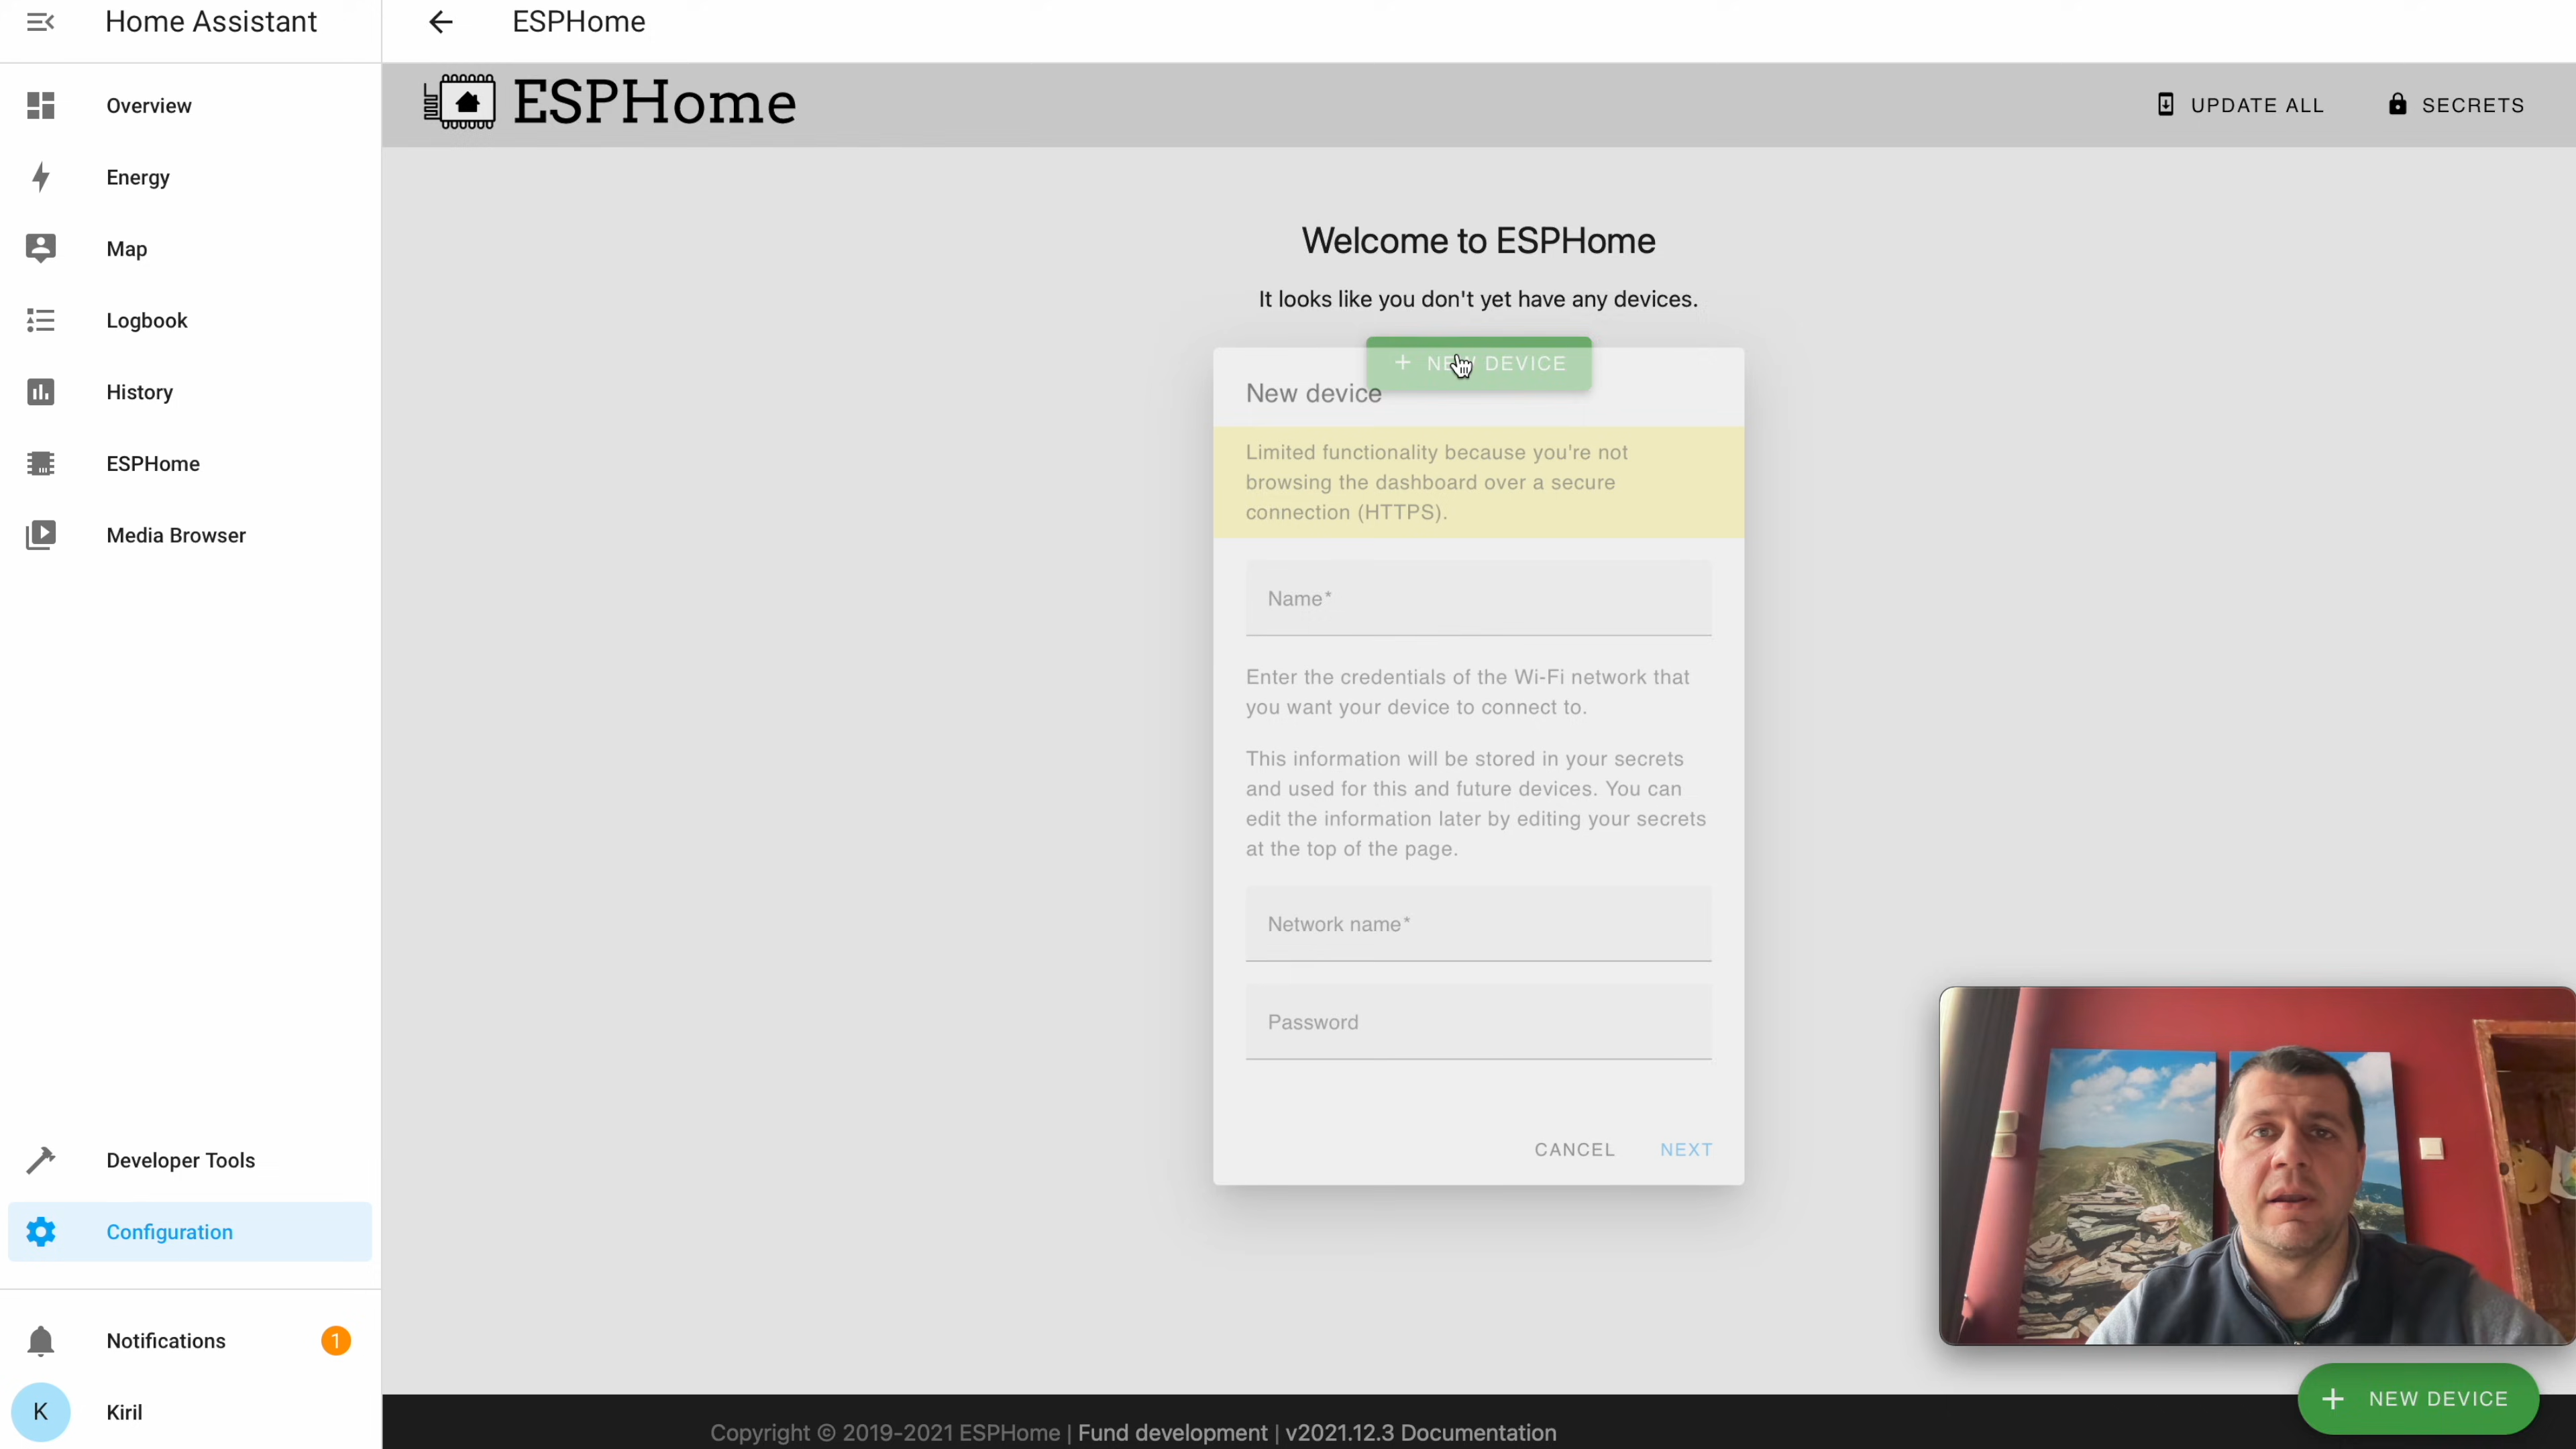 Home Assistant
ESPHome
ESPHome
UPDATE ALL
SECRETS
Overview
Energy
Map
Logbook
History
ESPHome
Media Browser
Developer Tools
Configuration
Notifications
1
K
Kiril
Welcome to ESPHome
It looks like you don't yet have any devices.
+ NEW DEVICE
New device
Limited functionality because you're not
browsing the dashboard over a secure
connection (HTTPS).
Name*
Enter the credentials of the Wi-Fi network that
you want your device to connect to.
This information will be stored in your secrets
and used for this and future devices. You can
edit the information later by editing your secrets
at the top of the page.
Network name*
Password
CANCEL
NEXT
+ NEW DEVICE
Copyright © 2019-2021 ESPHome | Fund development | v2021.12.3 Documentation